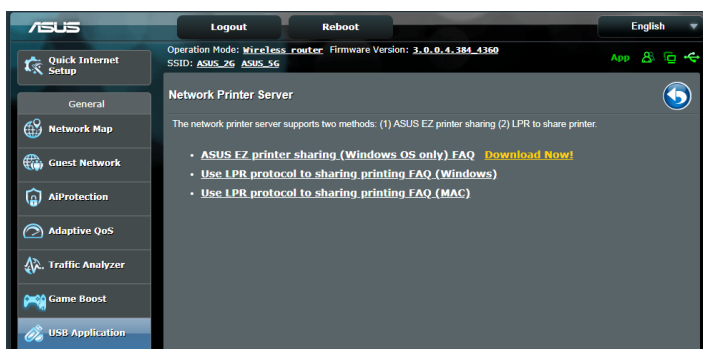 ASUS
Logout
Reboot
English
Operation Mode: Wireless router Firmware Version: 3.0.0.4.384_4360
SSID: ASUS_2G ASUS_5G
App
Quick Internet
Setup
General
Network Map
Guest Network
AiProtection
Adaptive QoS
Traffic Analyzer
Game Boost
USB Application
Network Printer Server
The network printer server supports two methods: (1) ASUS EZ printer sharing (2) LPR to share printer.
• ASUS EZ printer sharing (Windows OS only) FAQ Download Now!
• Use LPR protocol to sharing printing FAQ (Windows)
• Use LPR protocol to sharing printing FAQ (MAC)